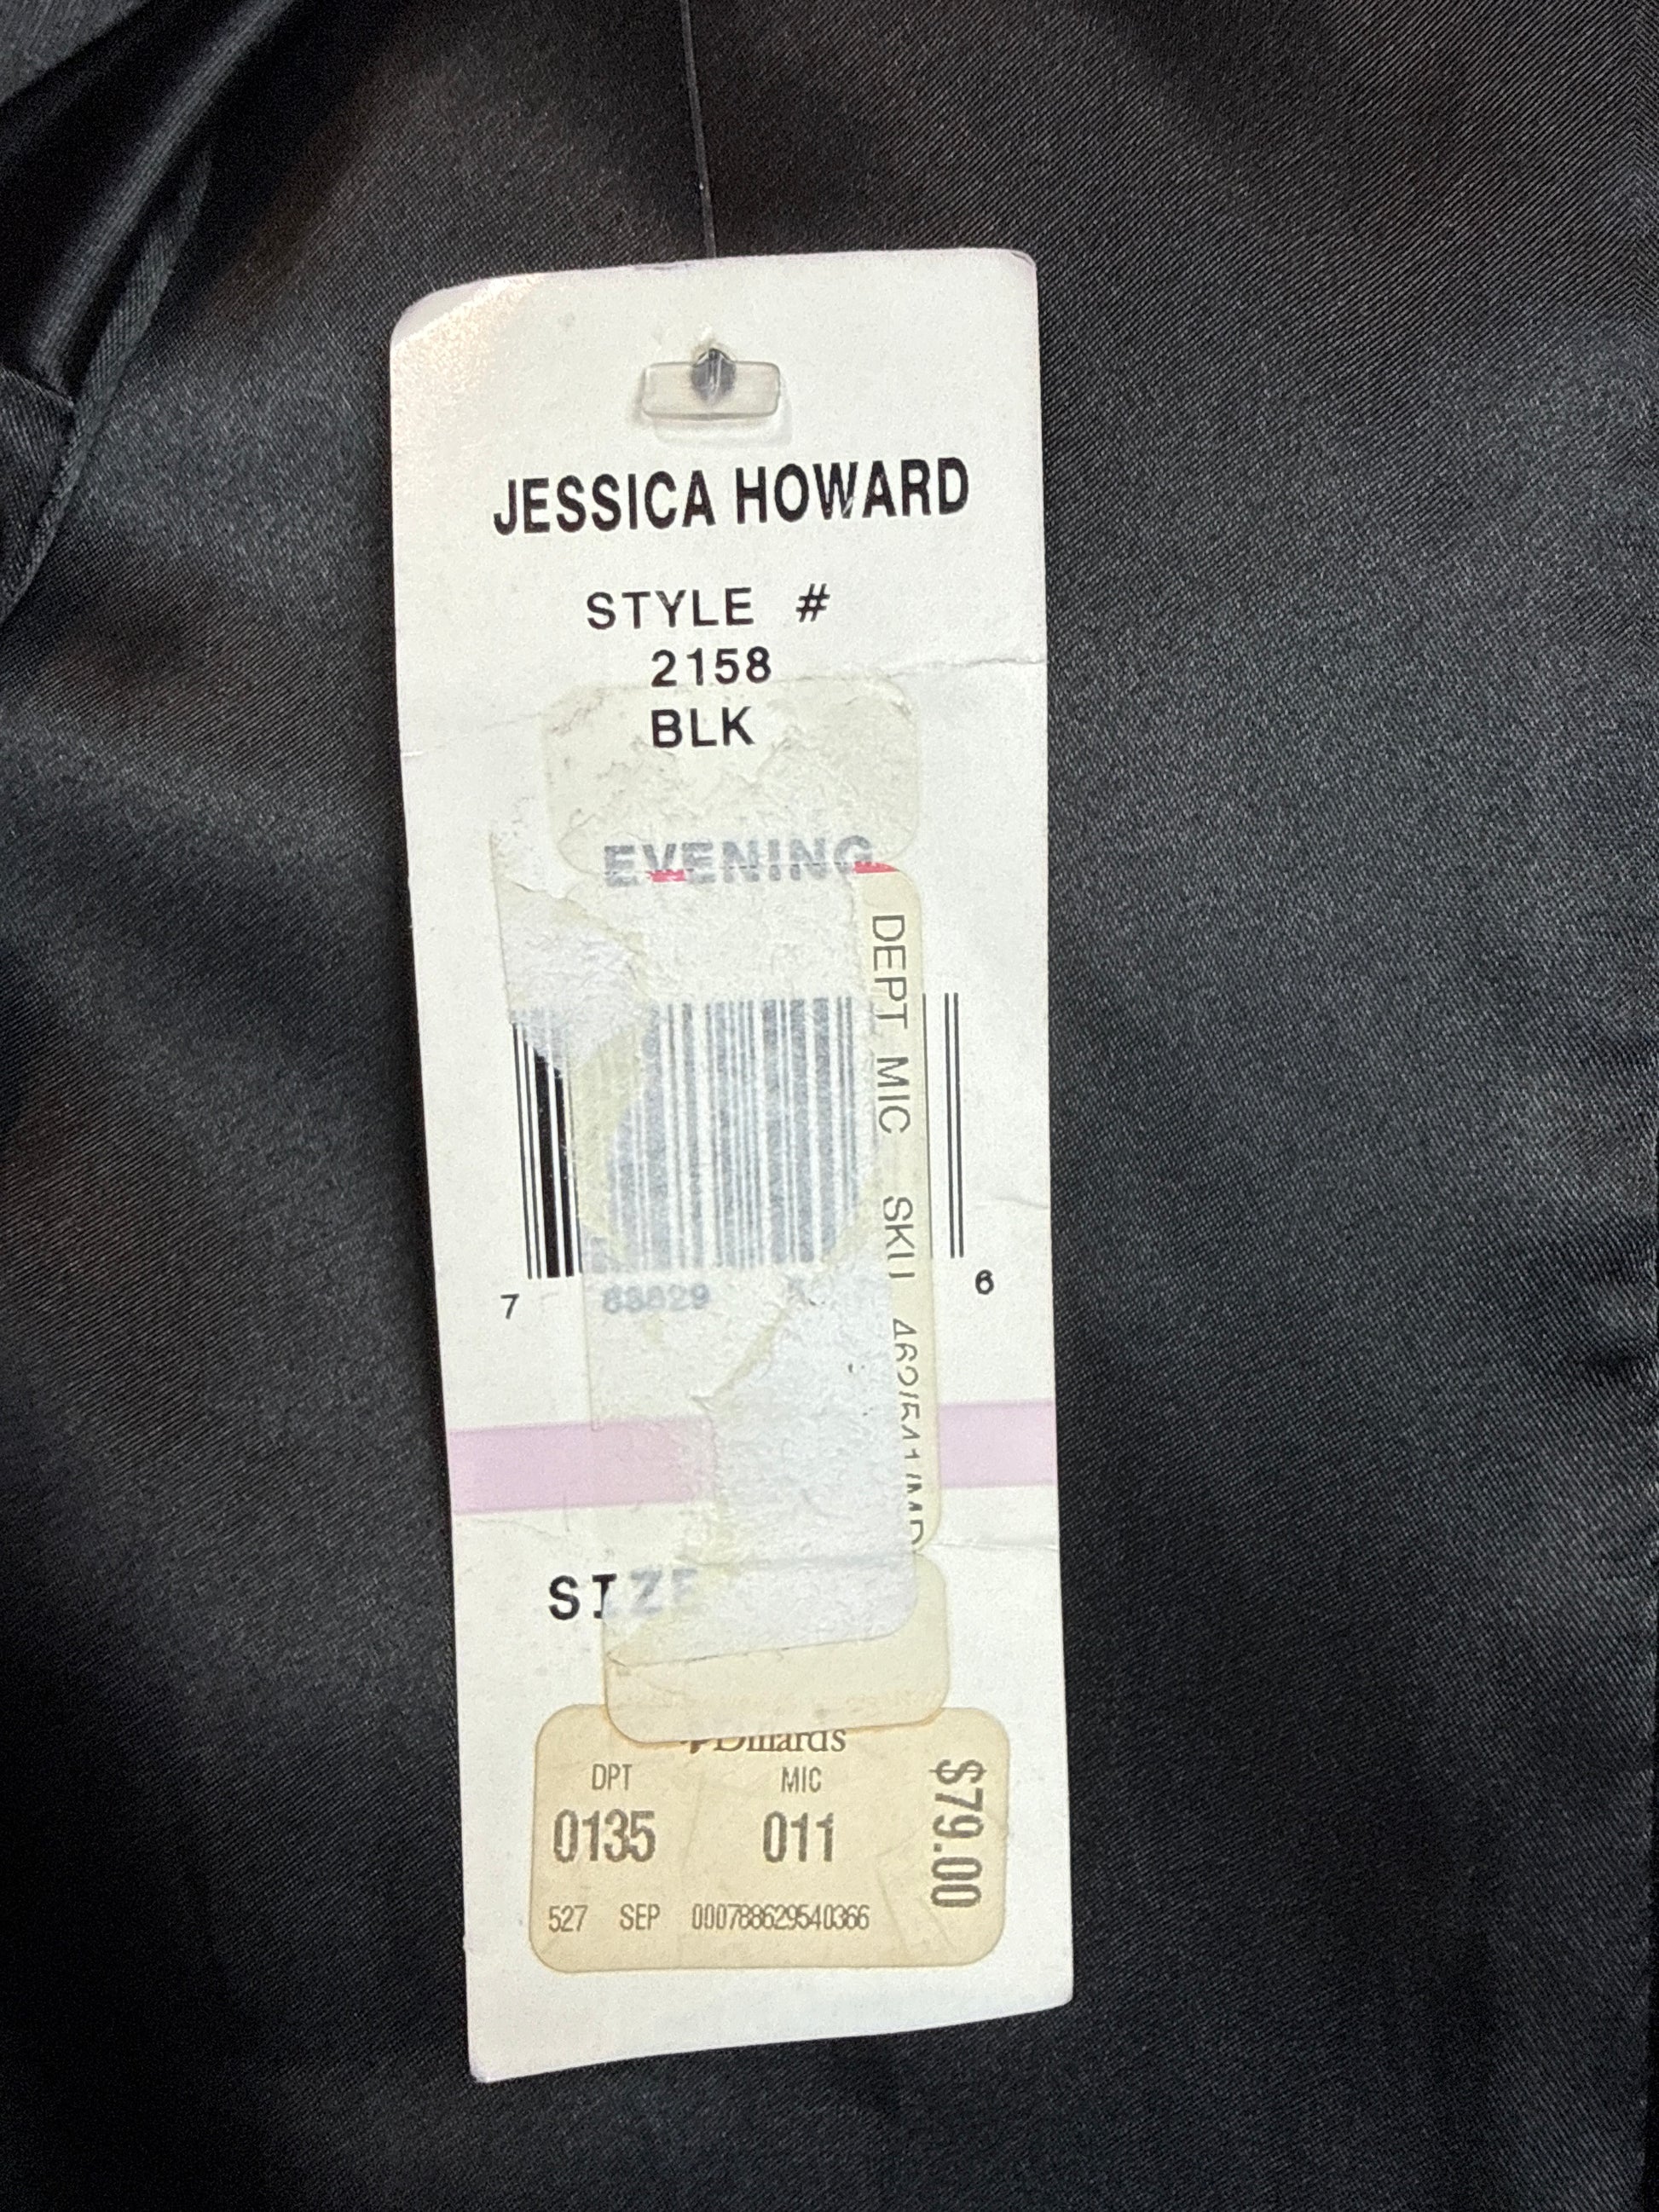 JESSICA HOWARD
STYLE #
2158
BLK
EVENING
DEPT MIC SKU
7
6
SIZE
Dillard's
DPT MIC
0135 011
$79.00
527 SEP 000788629540366